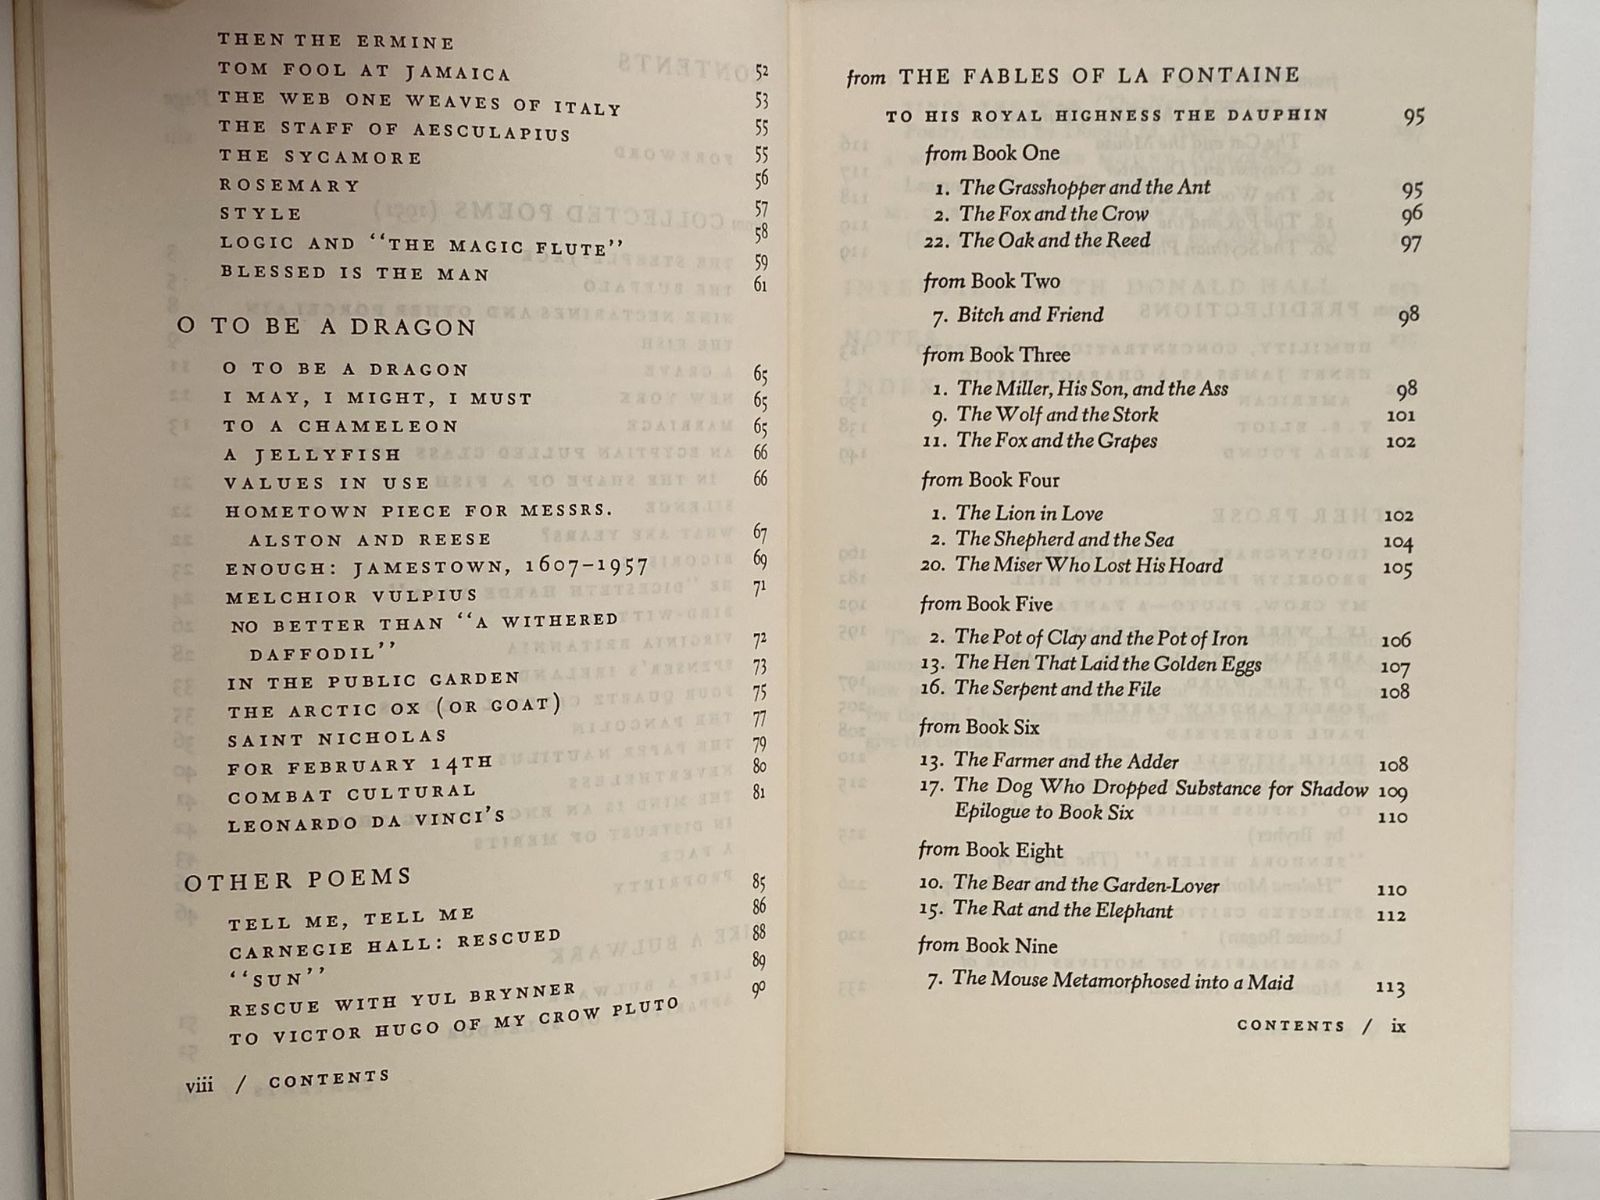 THEN THE ERMINE 52
TOM FOOL AT JAMAICA 53
THE WEB ONE WEAVES OF ITALY 55
THE STAFF OF AESCULAPIUS 55
THE SYCAMORE 56
ROSEMARY 57
STYLE 58
LOGIC AND “THE MAGIC FLUTE” 59
BLESSED IS THE MAN 61
O TO BE A DRAGON
O TO BE A DRAGON 65
I MAY, I MIGHT, I MUST 65
TO A CHAMELEON 65
A JELLYFISH 66
VALUES IN USE 66
HOMETOWN PIECE FOR MESSRS.
ALSTON AND REESE 67
ENOUGH: JAMESTOWN, 1607–1957 69
MELCHIOR VULPIUS 71
NO BETTER THAN “A WITHERED
DAFFODIL” 72
IN THE PUBLIC GARDEN 73
THE ARCTIC OX (OR GOAT) 75
SAINT NICHOLAS 77
FOR FEBRUARY 14TH 79
COMBAT CULTURAL 80
LEONARDO DA VINCI'S 81
OTHER POEMS
TELL ME, TELL ME 85
CARNEGIE HALL: RESCUED 86
“SUN” 88
RESCUE WITH YUL BRYNNER 89
TO VICTOR HUGO OF MY CROW PLUTO 90
viii / CONTENTS
from THE FABLES OF LA FONTAINE
TO HIS ROYAL HIGHNESS THE DAUPHIN 95
from Book One
1. The Grasshopper and the Ant 95
2. The Fox and the Crow 96
22. The Oak and the Reed 97
from Book Two
7. Bitch and Friend 98
from Book Three
1. The Miller, His Son, and the Ass 98
9. The Wolf and the Stork 101
11. The Fox and the Grapes 102
from Book Four
1. The Lion in Love 102
2. The Shepherd and the Sea 104
20. The Miser Who Lost His Hoard 105
from Book Five
2. The Pot of Clay and the Pot of Iron 106
13. The Hen That Laid the Golden Eggs 107
16. The Serpent and the File 108
from Book Six
13. The Farmer and the Adder 108
17. The Dog Who Dropped Substance for Shadow 109
Epilogue to Book Six 110
from Book Eight
10. The Bear and the Garden-Lover 110
15. The Rat and the Elephant 112
from Book Nine
7. The Mouse Metamorphosed into a Maid 113
CONTENTS / ix